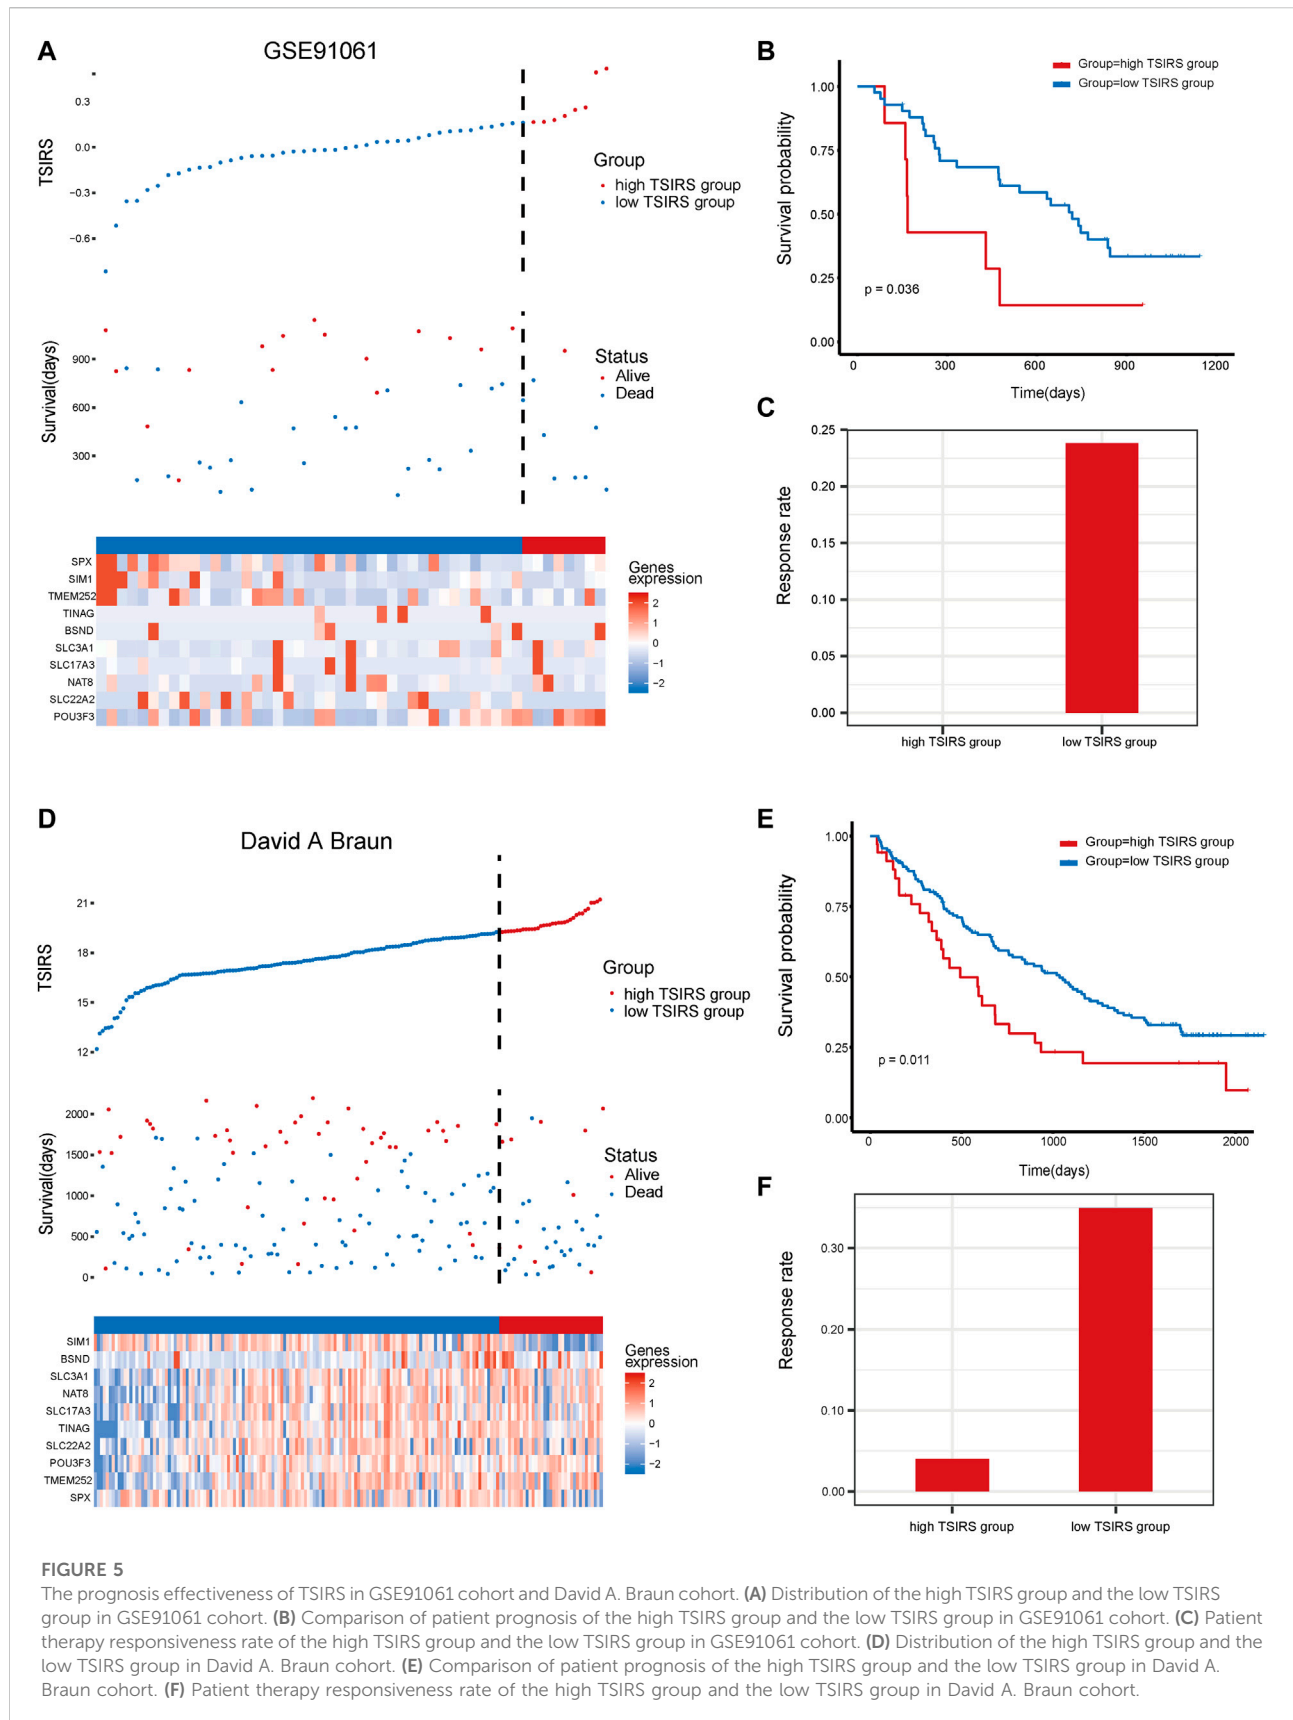 A
GSE91061
0.3
0.0
−0.3
−0.6
TSIRS
Group
high TSIRS group
low TSIRS group
900
600
300
Survival(days)
Status
Alive
Dead
SPX
SIM1
TMEM252
TINAG
BSND
SLC3A1
SLC17A3
NAT8
SLC22A2
POU3F3
Genes
expression
2
1
0
−1
−2
B
Group=high TSIRS group
Group=low TSIRS group
1.00
0.75
0.50
0.25
0.00
Survival probability
p = 0.036
0 300 600 900 1200
Time(days)
C
0.25
0.20
0.15
0.10
0.05
0.00
Response rate
high TSIRS group low TSIRS group
D
David A Braun
21
18
15
12
TSIRS
Group
high TSIRS group
low TSIRS group
2000
1500
1000
500
0
Survival(days)
Status
Alive
Dead
SIM1
BSND
SLC3A1
NAT8
SLC17A3
TINAG
SLC22A2
POU3F3
TMEM252
SPX
Genes
expression
2
1
0
−1
−2
E
Group=high TSIRS group
Group=low TSIRS group
1.00
0.75
0.50
0.25
0.00
Survival probability
p = 0.011
0 500 1000 1500 2000
Time(days)
F
0.30
0.20
0.10
0.00
Response rate
high TSIRS group low TSIRS group
FIGURE 5
The prognosis effectiveness of TSIRS in GSE91061 cohort and David A. Braun cohort. (A) Distribution of the high TSIRS group and the low TSIRS
group in GSE91061 cohort. (B) Comparison of patient prognosis of the high TSIRS group and the low TSIRS group in GSE91061 cohort. (C) Patient
therapy responsiveness rate of the high TSIRS group and the low TSIRS group in GSE91061 cohort. (D) Distribution of the high TSIRS group and the
low TSIRS group in David A. Braun cohort. (E) Comparison of patient prognosis of the high TSIRS group and the low TSIRS group in David A.
Braun cohort. (F) Patient therapy responsiveness rate of the high TSIRS group and the low TSIRS group in David A. Braun cohort.